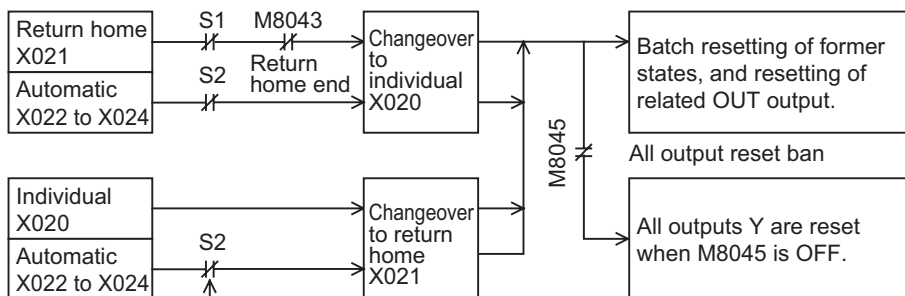 Return home
X021
S1
M8043
Return
home end
Changeover
to
individual
X020
Automatic
X022 to X024
S2
M8045
Batch resetting of former
states, and resetting of
related OUT output.
All output reset ban
Individual
X020
Automatic
X022 to X024
S2
Changeover
to return
home
X021
All outputs Y are reset
when M8045 is OFF.